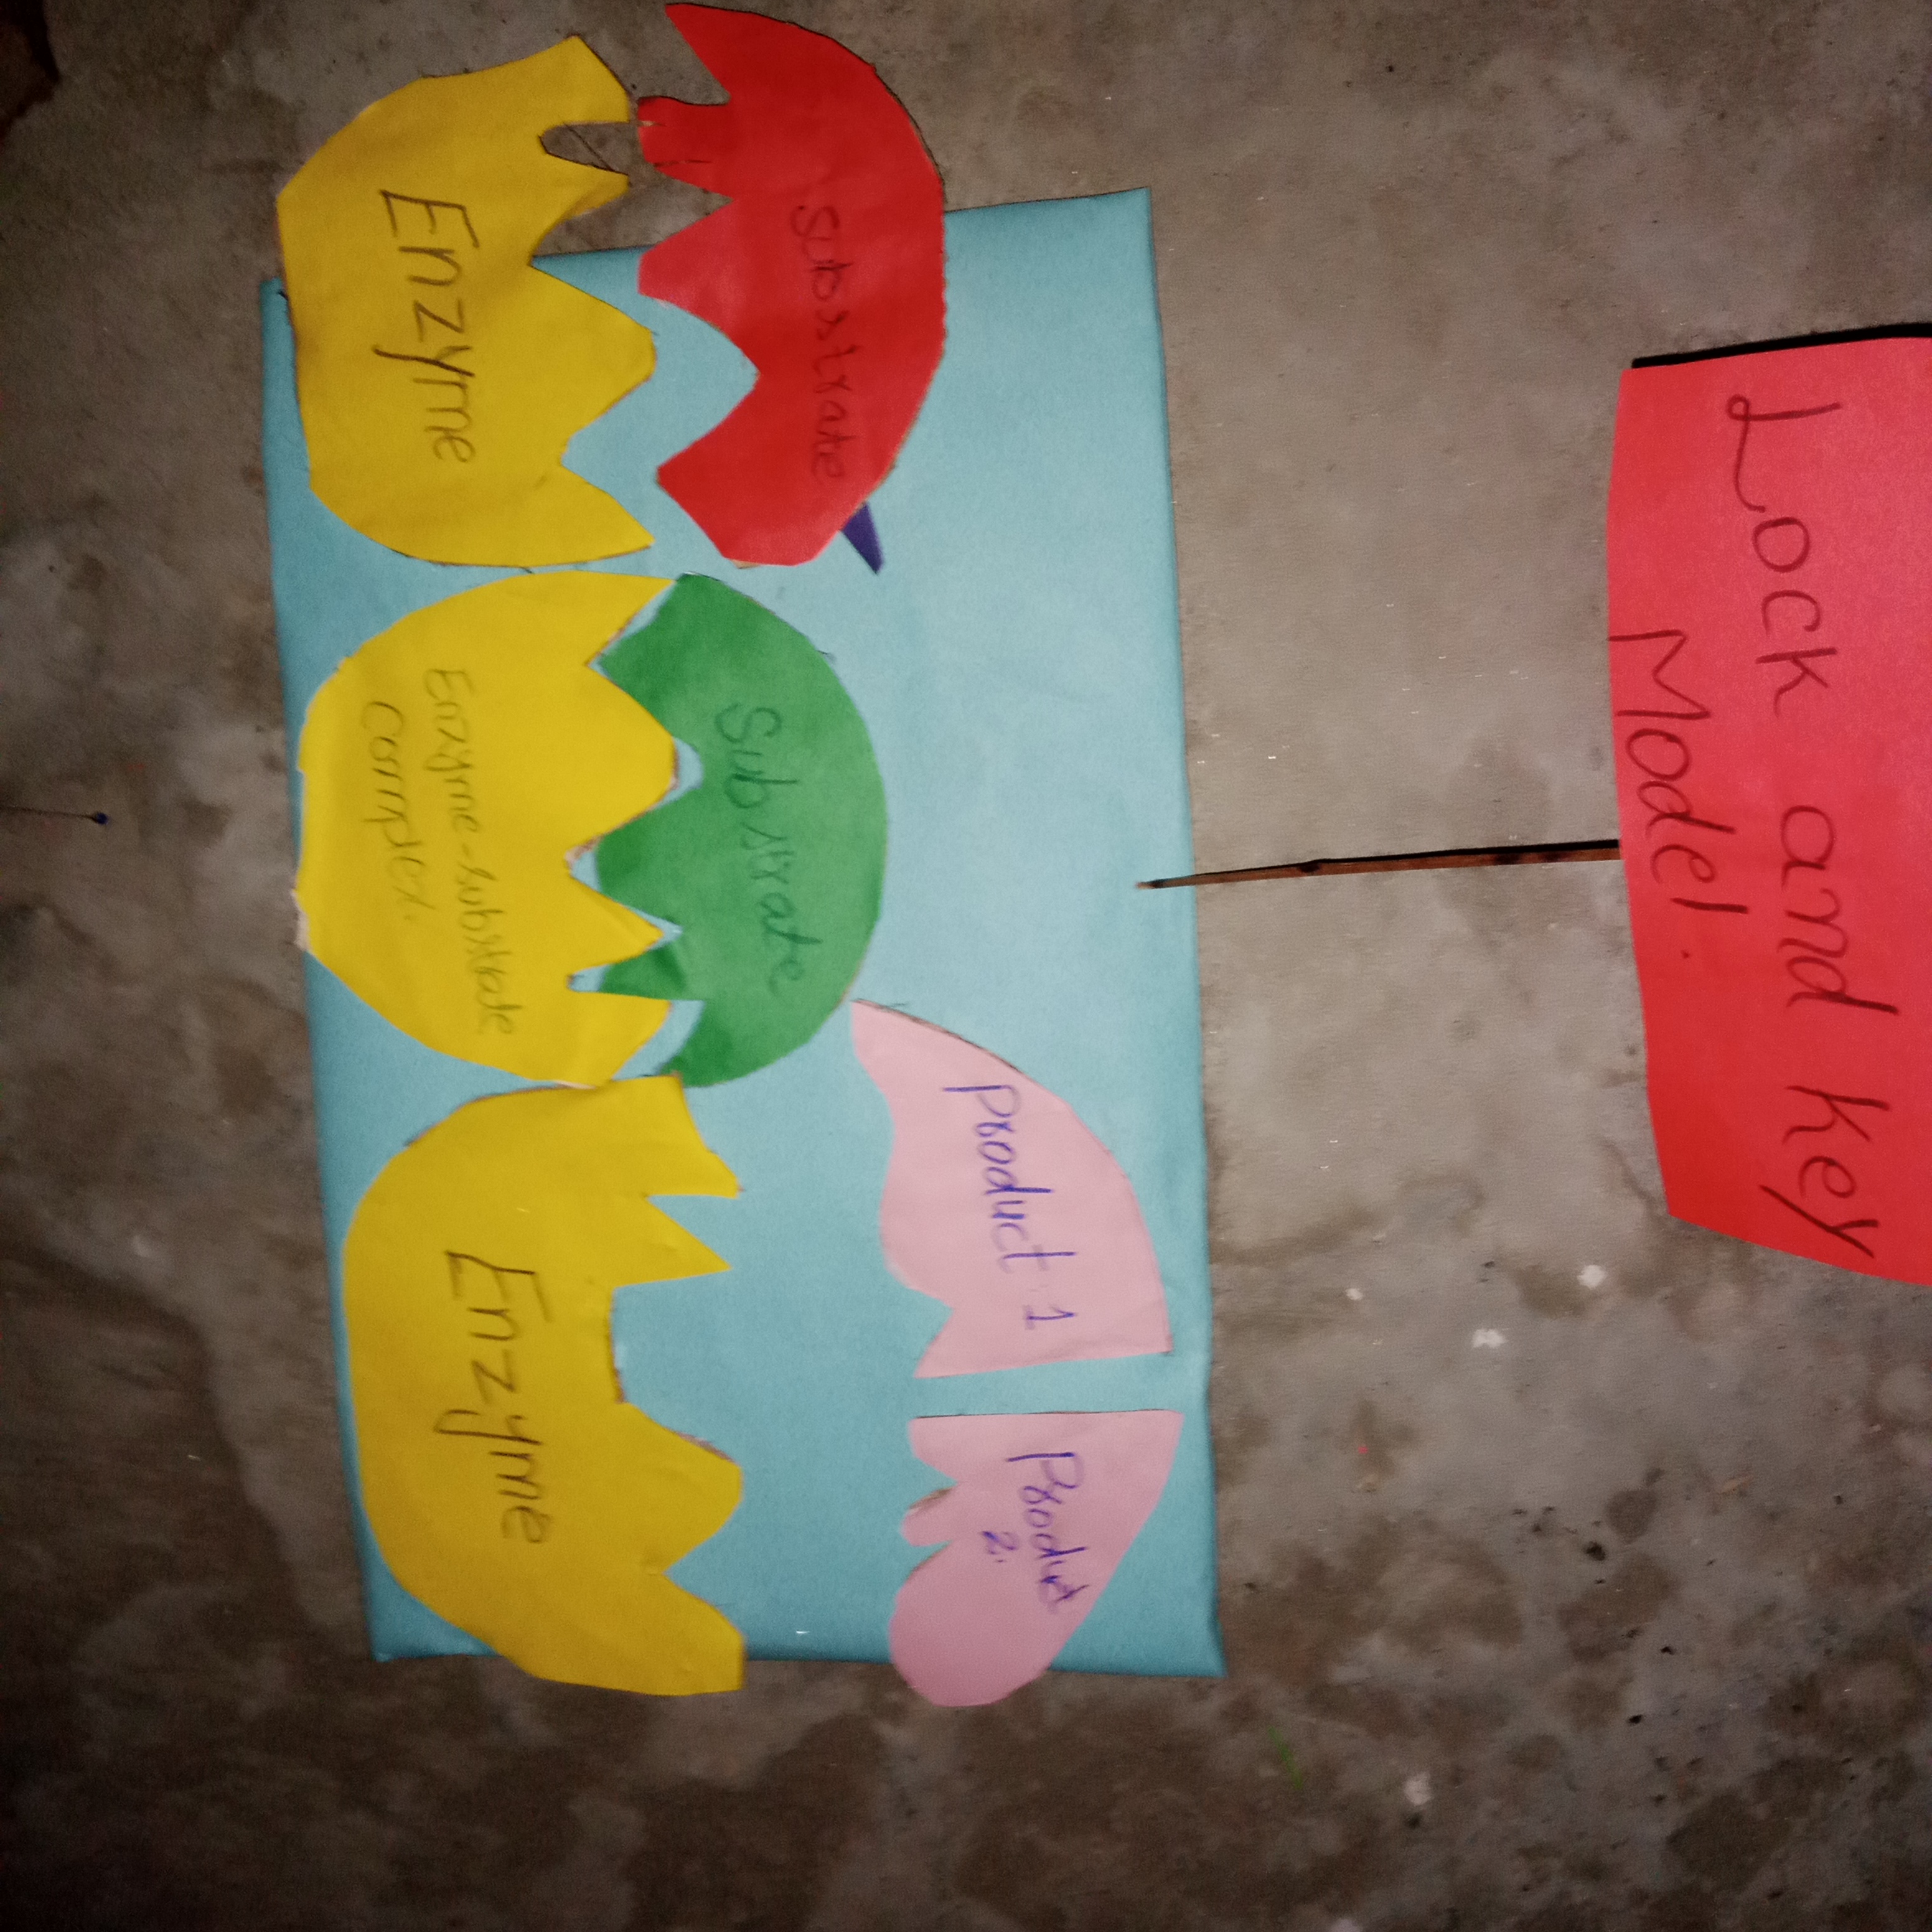 Lock and key
Model.
Substrate
Enzyme
Substrate
Enzyme-substrate
complex.
Product 1
Product
2.
Enzyme